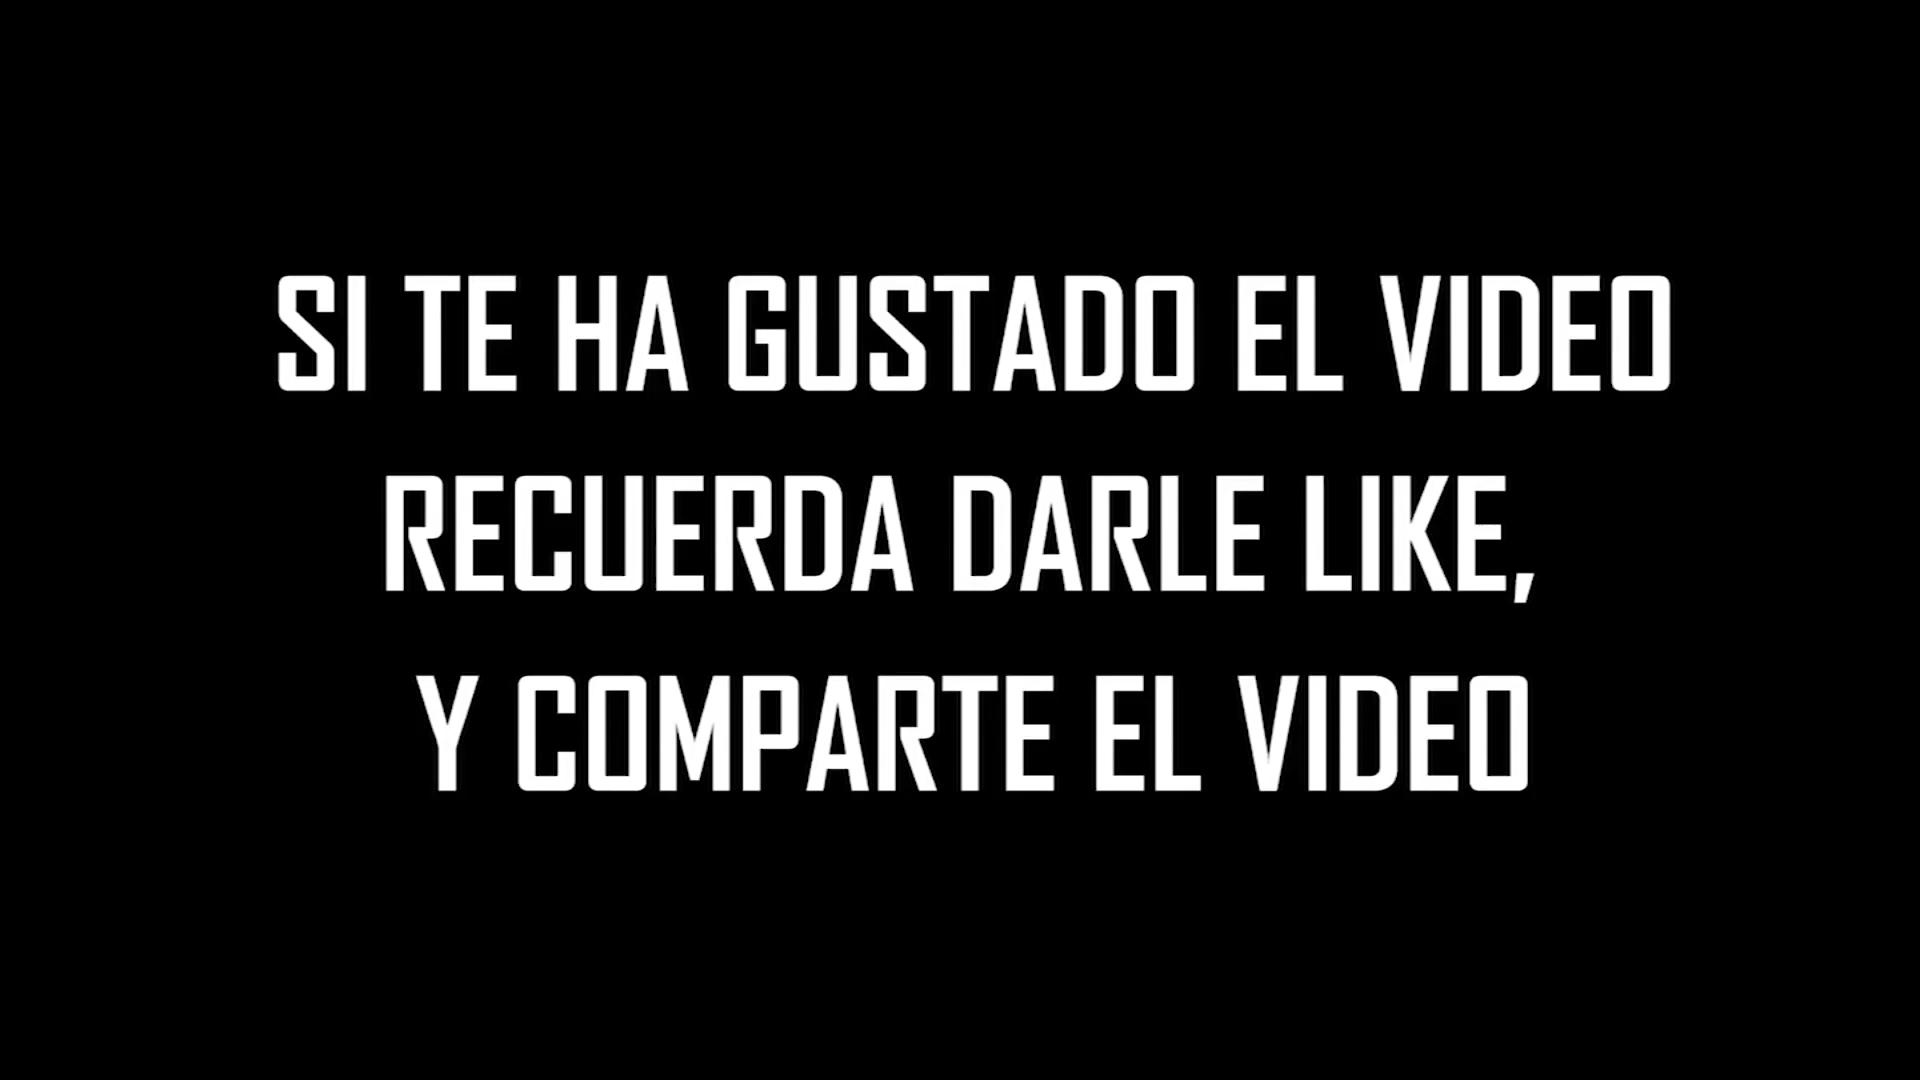 SI TE HA GUSTADO EL VIDEO
RECUERDA DARLE LIKE,
Y COMPARTE EL VIDEO